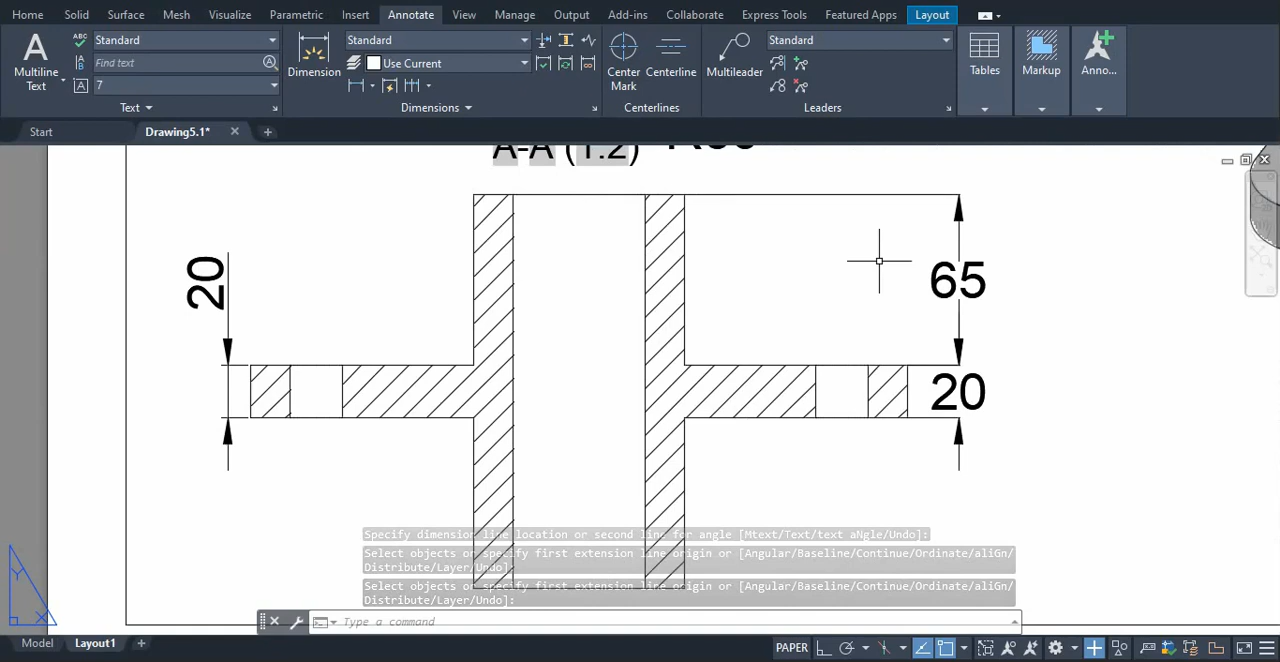 Home Solid Surface Mesh Visualize Parametric Insert Annotate View Manage Output Add-ins Collaborate Express Tools Featured Apps Layout
Standard Standard Standard
Find text Use Current
Multiline Text Dimension Center Mark Centerline Multileader Tables Markup Anno...
7
Text Dimensions Centerlines Leaders
Start Drawing5.1*
A-A (1:2)
20
65
20
Specify dimension line location or second line for angle [Mtext/Text/text aNgle/Undo]:
Select objects or specify first extension line origin or [Angular/Baseline/Continue/Ordinate/aliGn/
Distribute/Layer/Undo]:
Select objects or specify first extension line origin or [Angular/Baseline/Continue/Ordinate/aliGn/
Distribute/Layer/Undo]:
Type a command
Y
X
Model Layout1
PAPER